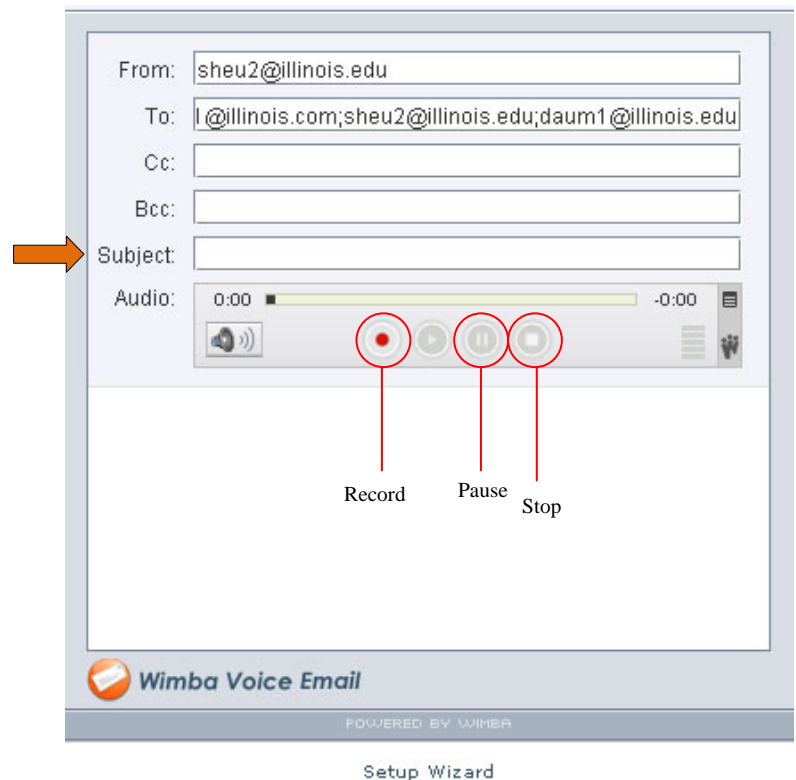 From: sheu2@illinois.edu
To: l@illinois.com;sheu2@illinois.edu;daum1@illinois.edu
Cc:
Bcc:
Subject:
Audio: 0:00 -0:00
Record Pause Stop
Wimba Voice Email
POWERED BY WIMBA
Setup Wizard